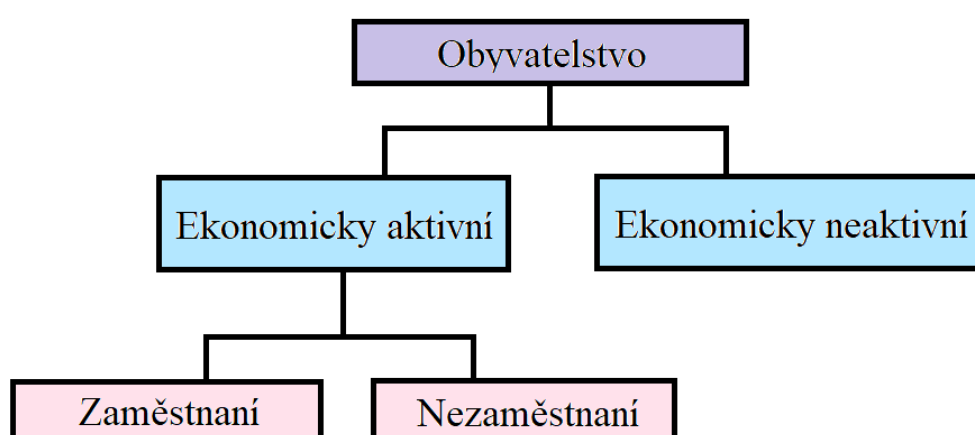 Obyvatelstvo
Ekonomicky aktivní
Ekonomicky neaktivní
Zaměstnaní
Nezaměstnaní